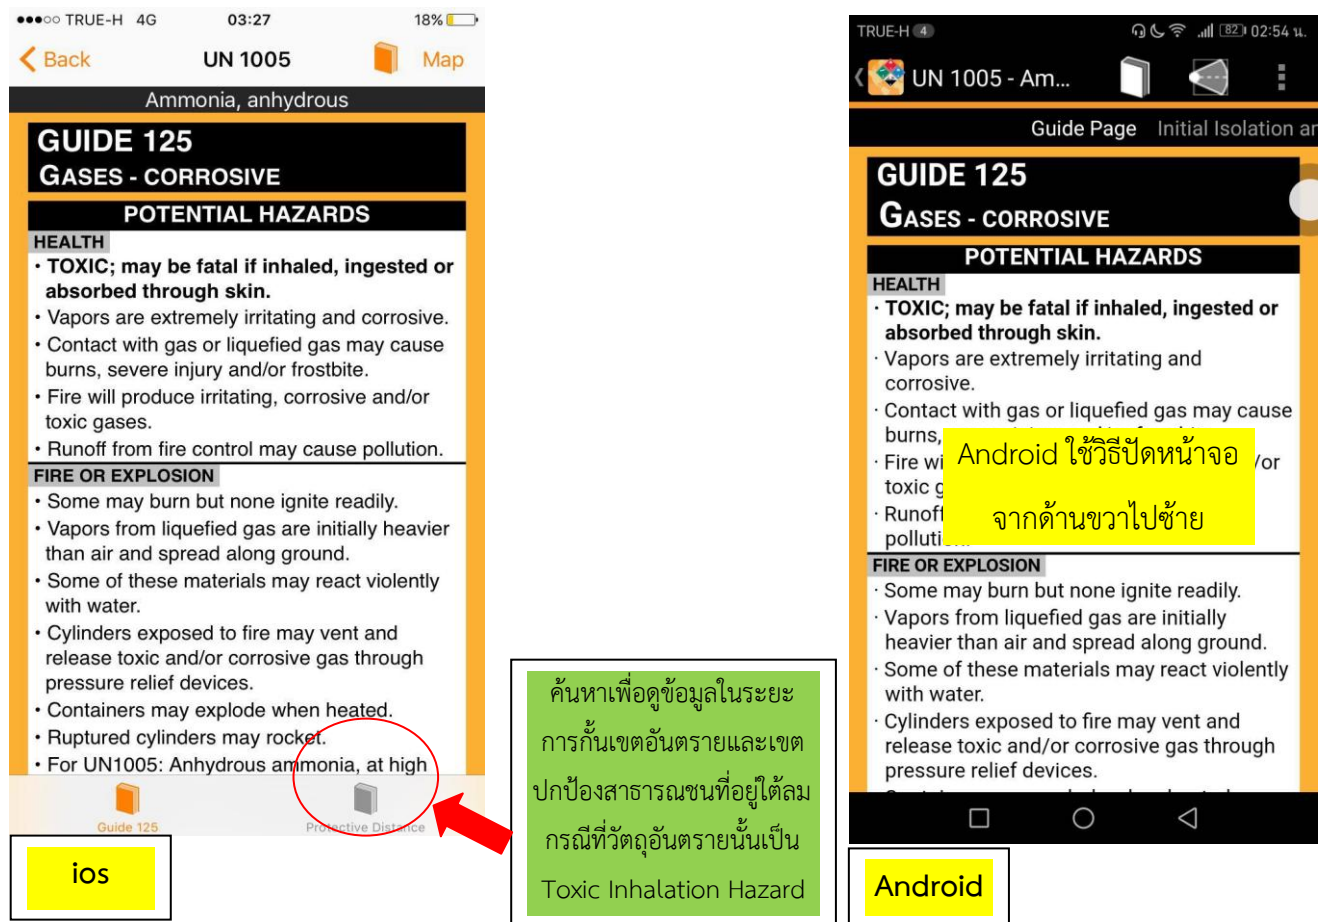 TRUE-H 4G 03:27 18%
Back UN 1005 Map
Ammonia, anhydrous
GUIDE 125
GASES - CORROSIVE
POTENTIAL HAZARDS
HEALTH
• TOXIC; may be fatal if inhaled, ingested or
absorbed through skin.
• Vapors are extremely irritating and corrosive.
• Contact with gas or liquefied gas may cause
burns, severe injury and/or frostbite.
• Fire will produce irritating, corrosive and/or
toxic gases.
• Runoff from fire control may cause pollution.
FIRE OR EXPLOSION
• Some may burn but none ignite readily.
• Vapors from liquefied gas are initially heavier
than air and spread along ground.
• Some of these materials may react violently
with water.
• Cylinders exposed to fire may vent and
release toxic and/or corrosive gas through
pressure relief devices.
• Containers may explode when heated.
• Ruptured cylinders may rocket.
• For UN1005: Anhydrous ammonia, at high
Guide 125 Protective Distance
ios
ค้นหาเพื่อดูข้อมูลในระยะ
การกั้นเขตอันตรายและเขต
ปกป้องสาธารณชนที่อยู่ใต้ลม
กรณีที่วัตถุอันตรายนั้นเป็น
Toxic Inhalation Hazard
TRUE-H 4 82 02:54 น.
UN 1005 - Am...
Guide Page Initial Isolation an
GUIDE 125
GASES - CORROSIVE
POTENTIAL HAZARDS
HEALTH
· TOXIC; may be fatal if inhaled, ingested or
absorbed through skin.
· Vapors are extremely irritating and
corrosive.
· Contact with gas or liquefied gas may cause
burns,
· Fire wi /or
toxic g
· Runoff
polluti
Android ใช้วิธีปัดหน้าจอ
จากด้านขวาไปซ้าย
FIRE OR EXPLOSION
· Some may burn but none ignite readily.
· Vapors from liquefied gas are initially
heavier than air and spread along ground.
· Some of these materials may react violently
with water.
· Cylinders exposed to fire may vent and
release toxic and/or corrosive gas through
pressure relief devices.
Android